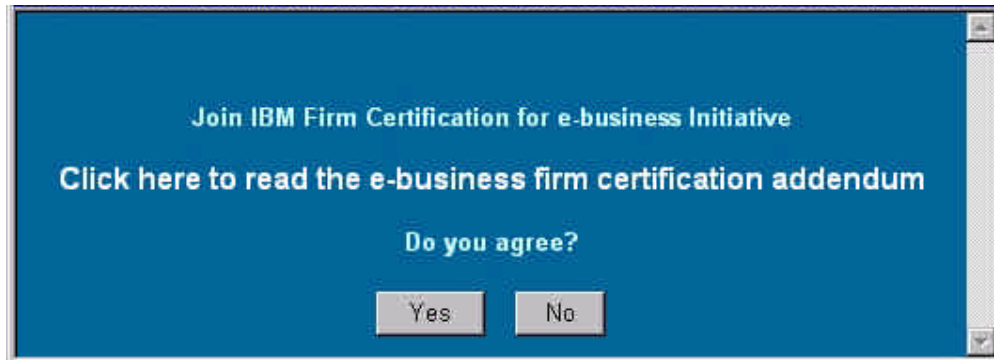 Join IBM Firm Certification for e-business Initiative
Click here to read the e-business firm certification addendum
Do you agree?
Yes No